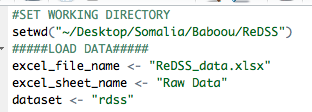 #SET WORKING DIRECTORY
setwd("~/Desktop/Somalia/Baboou/ReDSS")
#####LOAD DATA#####
excel_file_name <- "ReDSS_data.xlsx"
excel_sheet_name <- "Raw Data"
dataset <- "rdss"